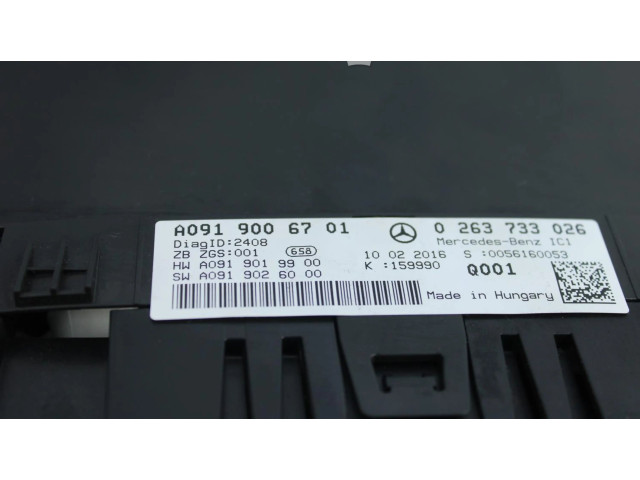 A091 900 67 01 0 263 733 026
DiagID:2408 Mercedes-Benz IC1
ZB ZGS:001 658 10 02 2016 S :0056160053
HW A091 901 99 00 K :159990 Q001
SW A091 902 60 00
Made in Hungary